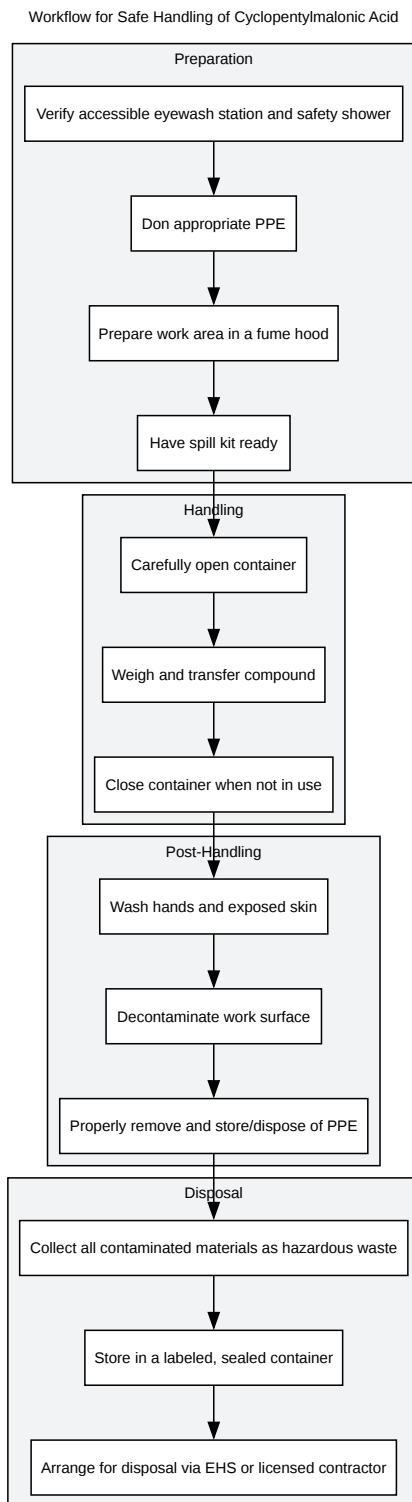 Workflow for Safe Handling of Cyclopentylmalonic Acid
Preparation
Verify accessible eyewash station and safety shower
Don appropriate PPE
Prepare work area in a fume hood
Have spill kit ready
Handling
Carefully open container
Weigh and transfer compound
Close container when not in use
Post-Handling
Wash hands and exposed skin
Decontaminate work surface
Properly remove and store/dispose of PPE
Disposal
Collect all contaminated materials as hazardous waste
Store in a labeled, sealed container
Arrange for disposal via EHS or licensed contractor